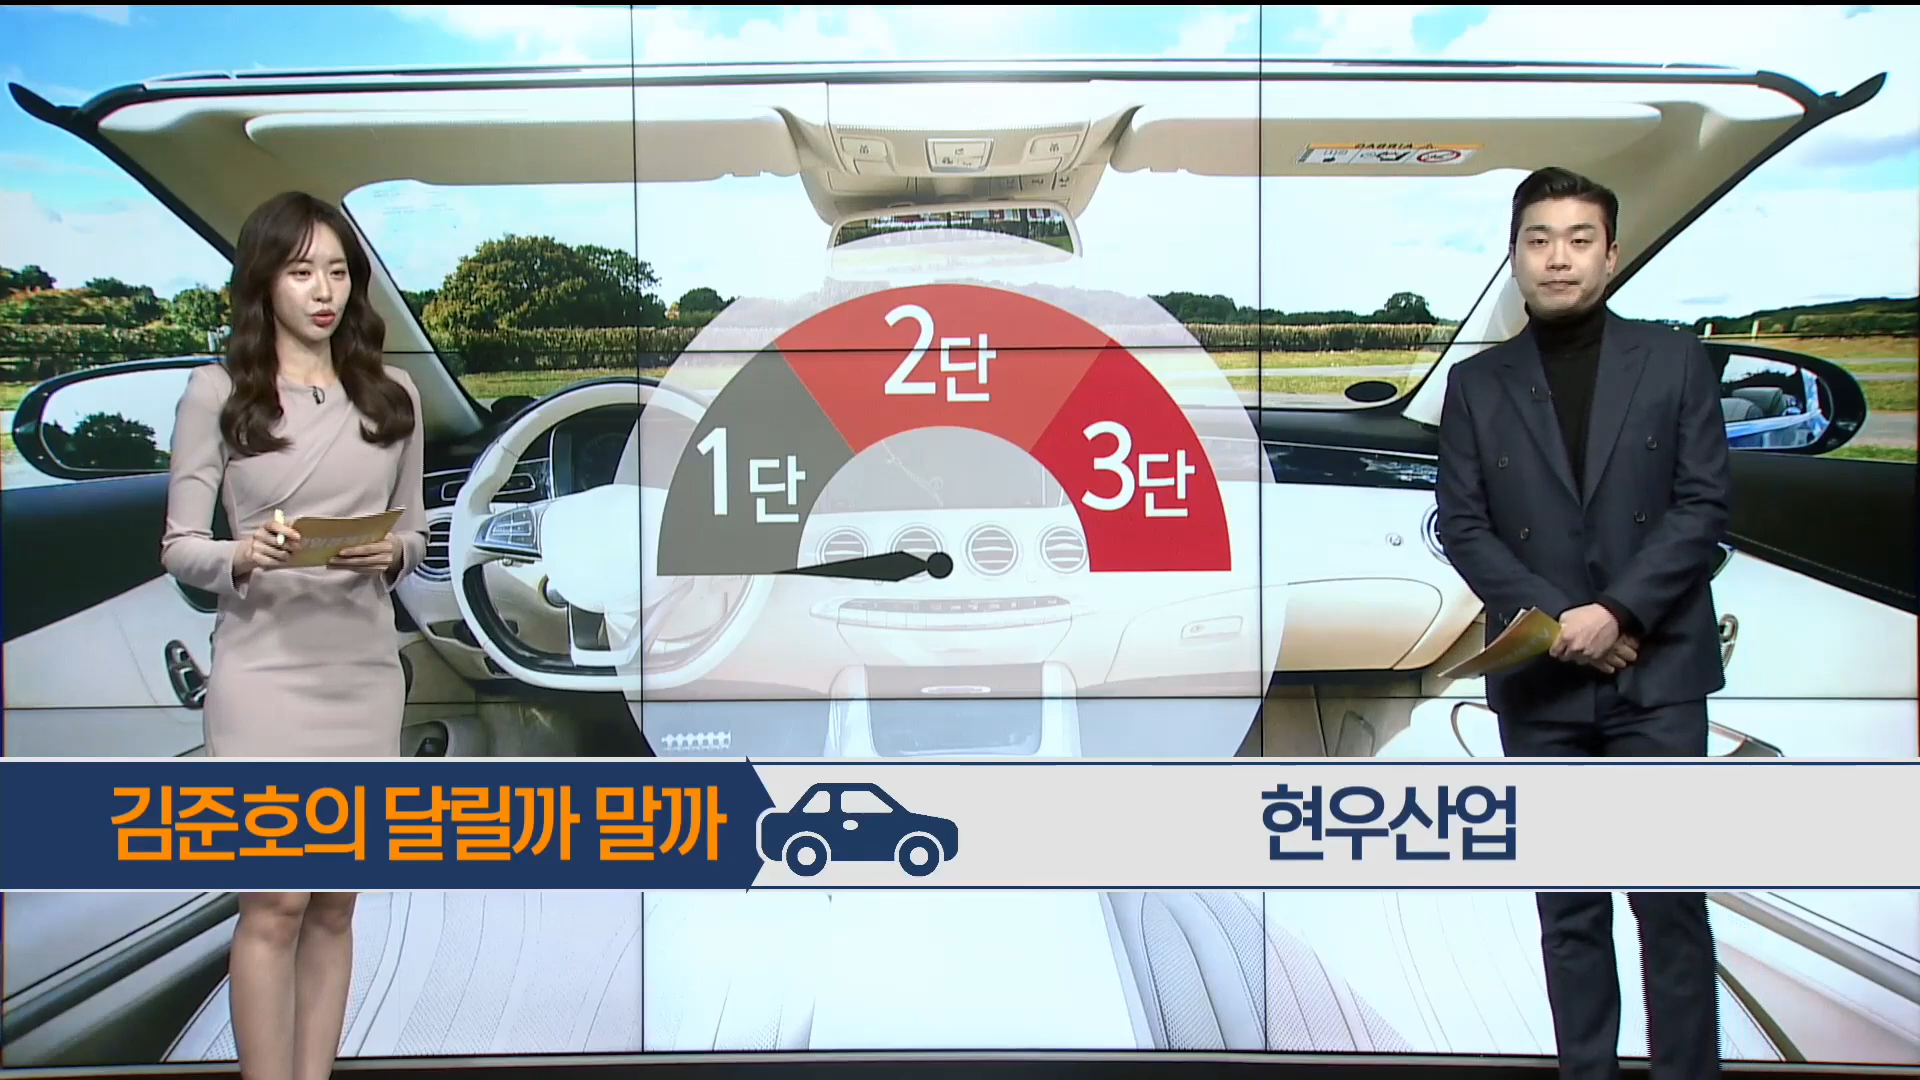 2단
1단
3단
김준호의 달릴까 말까
현우산업